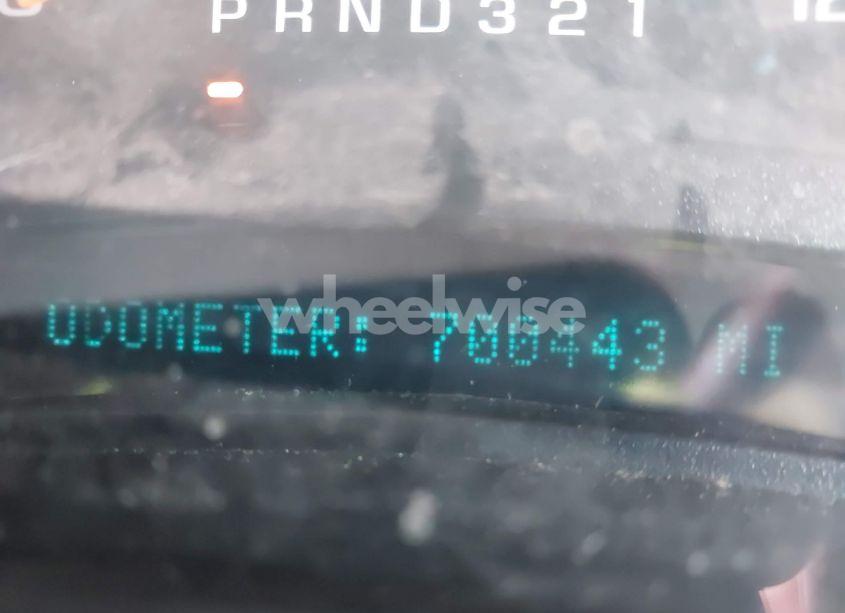 PRND321
wheelwise
ODOMETER: 700443 MI